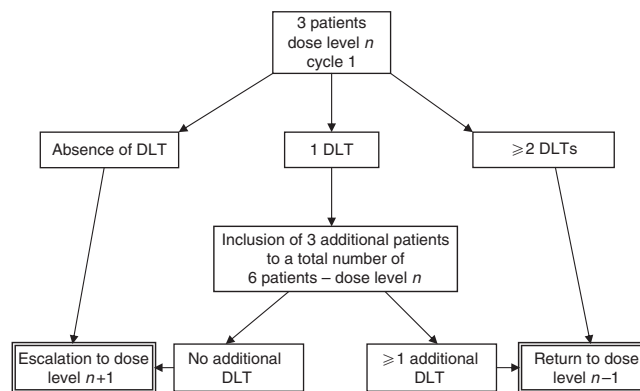 3 patients
dose level n
cycle 1
Absence of DLT
1 DLT
⩾2 DLTs
Inclusion of 3 additional patients
to a total number of
6 patients – dose level n
Escalation to dose
level n+1
No additional
DLT
⩾1 additional
DLT
Return to dose
level n–1